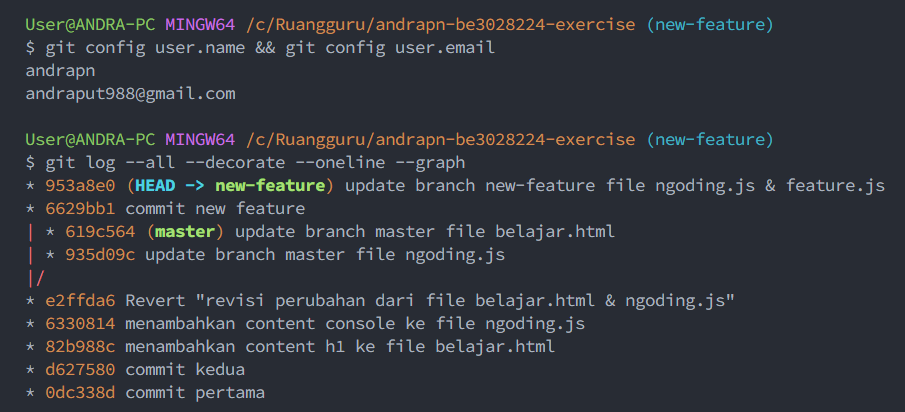 User@ANDRA-PC MINGW64 /c/Ruangguru/andrapn-be3028224-exercise (new-feature)
$ git config user.name && git config user.email
andrapn
andraput988@gmail.com

User@ANDRA-PC MINGW64 /c/Ruangguru/andrapn-be3028224-exercise (new-feature)
$ git log --all --decorate --oneline --graph
* 953a8e0 (HEAD -> new-feature) update branch new-feature file ngoding.js & feature.js
* 6629bb1 commit new feature
| * 619c564 (master) update branch master file belajar.html
| * 935d09c update branch master file ngoding.js
|/
* e2ffda6 Revert "revisi perubahan dari file belajar.html & ngoding.js"
* 6330814 menambahkan content console ke file ngoding.js
* 82b988c menambahkan content h1 ke file belajar.html
* d627580 commit kedua
* 0dc338d commit pertama